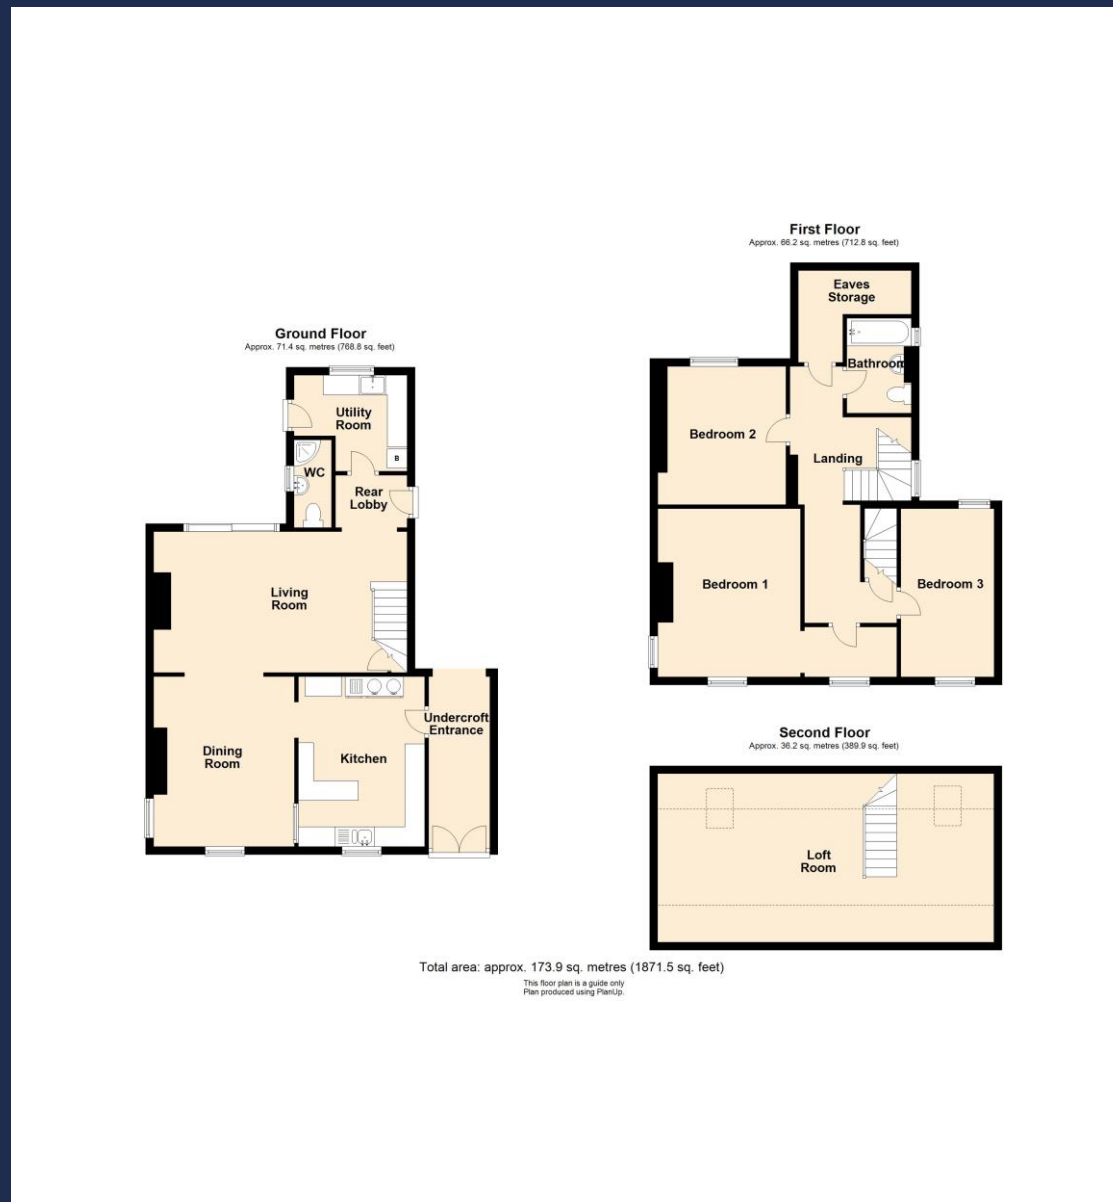 Ground Floor
Approx. 71.4 sq. metres (768.8 sq. feet)
Utility
Room
WC
B
Rear
Lobby
Living
Room
Dining
Room
Kitchen
Undercroft
Entrance
First Floor
Approx. 66.2 sq. metres (712.8 sq. feet)
Eaves
Storage
Bathroom
Bedroom 2
Landing
Bedroom 1
Bedroom 3
Second Floor
Approx. 36.2 sq. metres (389.9 sq. feet)
Loft
Room
Total area: approx. 173.9 sq. metres (1871.5 sq. feet)
This floor plan is a guide only
Plan produced using PlanUp.